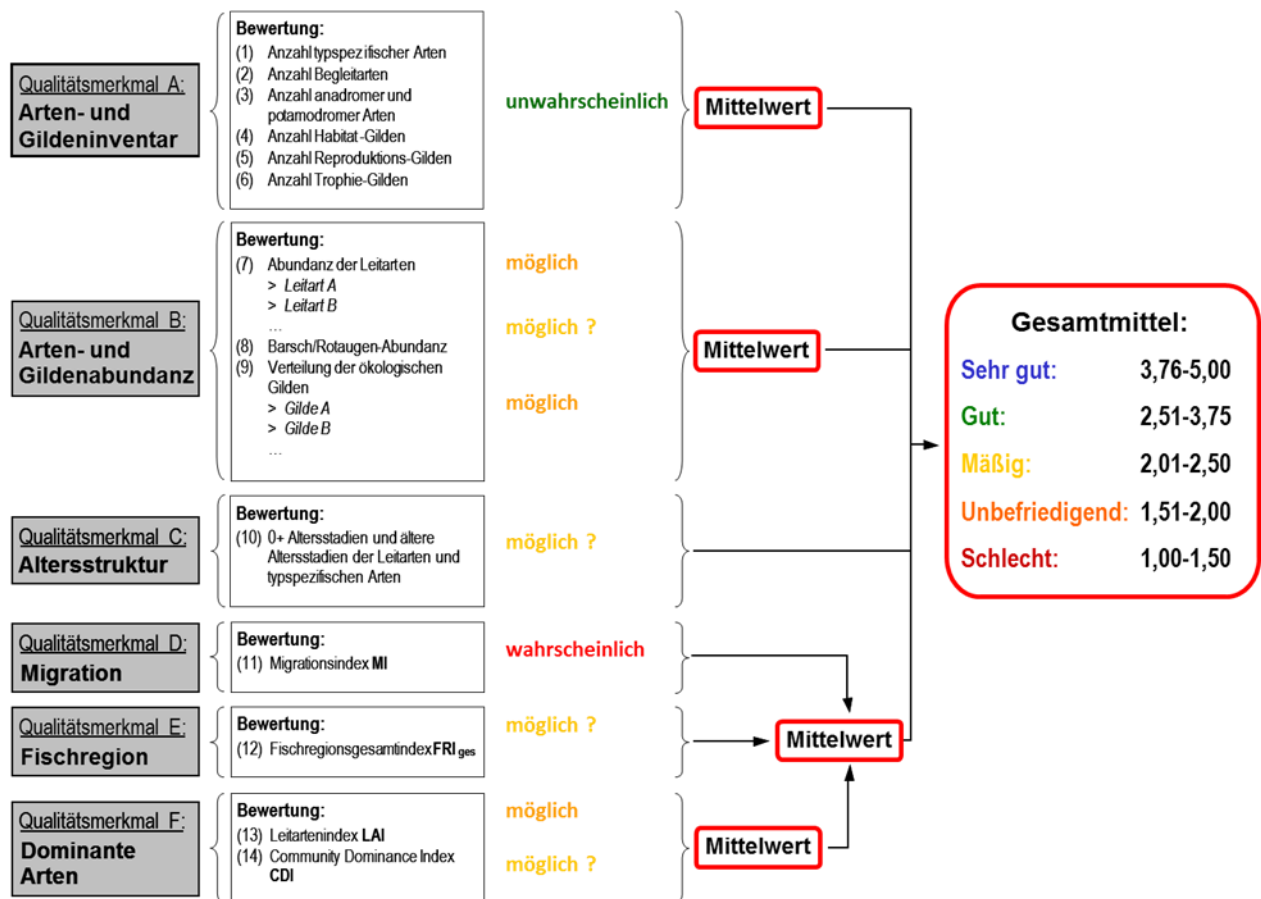 Qualitätsmerkmal A:
Arten- und
Gildeninventar
Bewertung:
(1) Anzahl typspezifischer Arten
(2) Anzahl Begleitarten
(3) Anzahl anadromer und
potamodromer Arten
(4) Anzahl Habitat-Gilden
(5) Anzahl Reproduktions-Gilden
(6) Anzahl Trophie-Gilden
unwahrscheinlich
Mittelwert
Qualitätsmerkmal B:
Arten- und
Gildenabundanz
Bewertung:
(7) Abundanz der Leitarten
> Leitart A
> Leitart B
...
(8) Barsch/Rotaugen-Abundanz
(9) Verteilung der ökologischen
Gilden
> Gilde A
> Gilde B
...
möglich
möglich ?
möglich
Mittelwert
Qualitätsmerkmal C:
Altersstruktur
Bewertung:
(10) 0+ Altersstadien und ältere
Altersstadien der Leitarten und
typspezifischen Arten
möglich ?
Qualitätsmerkmal D:
Migration
Bewertung:
(11) Migrationsindex MI
wahrscheinlich
Qualitätsmerkmal E:
Fischregion
Bewertung:
(12) Fischregionsgesamtindex FRI ges
möglich ?
Mittelwert
Qualitätsmerkmal F:
Dominante
Arten
Bewertung:
(13) Leitartenindex LAI
(14) Community Dominance Index
CDI
möglich
möglich ?
Mittelwert
Gesamtmittel:
Sehr gut: 3,76-5,00
Gut: 2,51-3,75
Mäßig: 2,01-2,50
Unbefriedigend: 1,51-2,00
Schlecht: 1,00-1,50